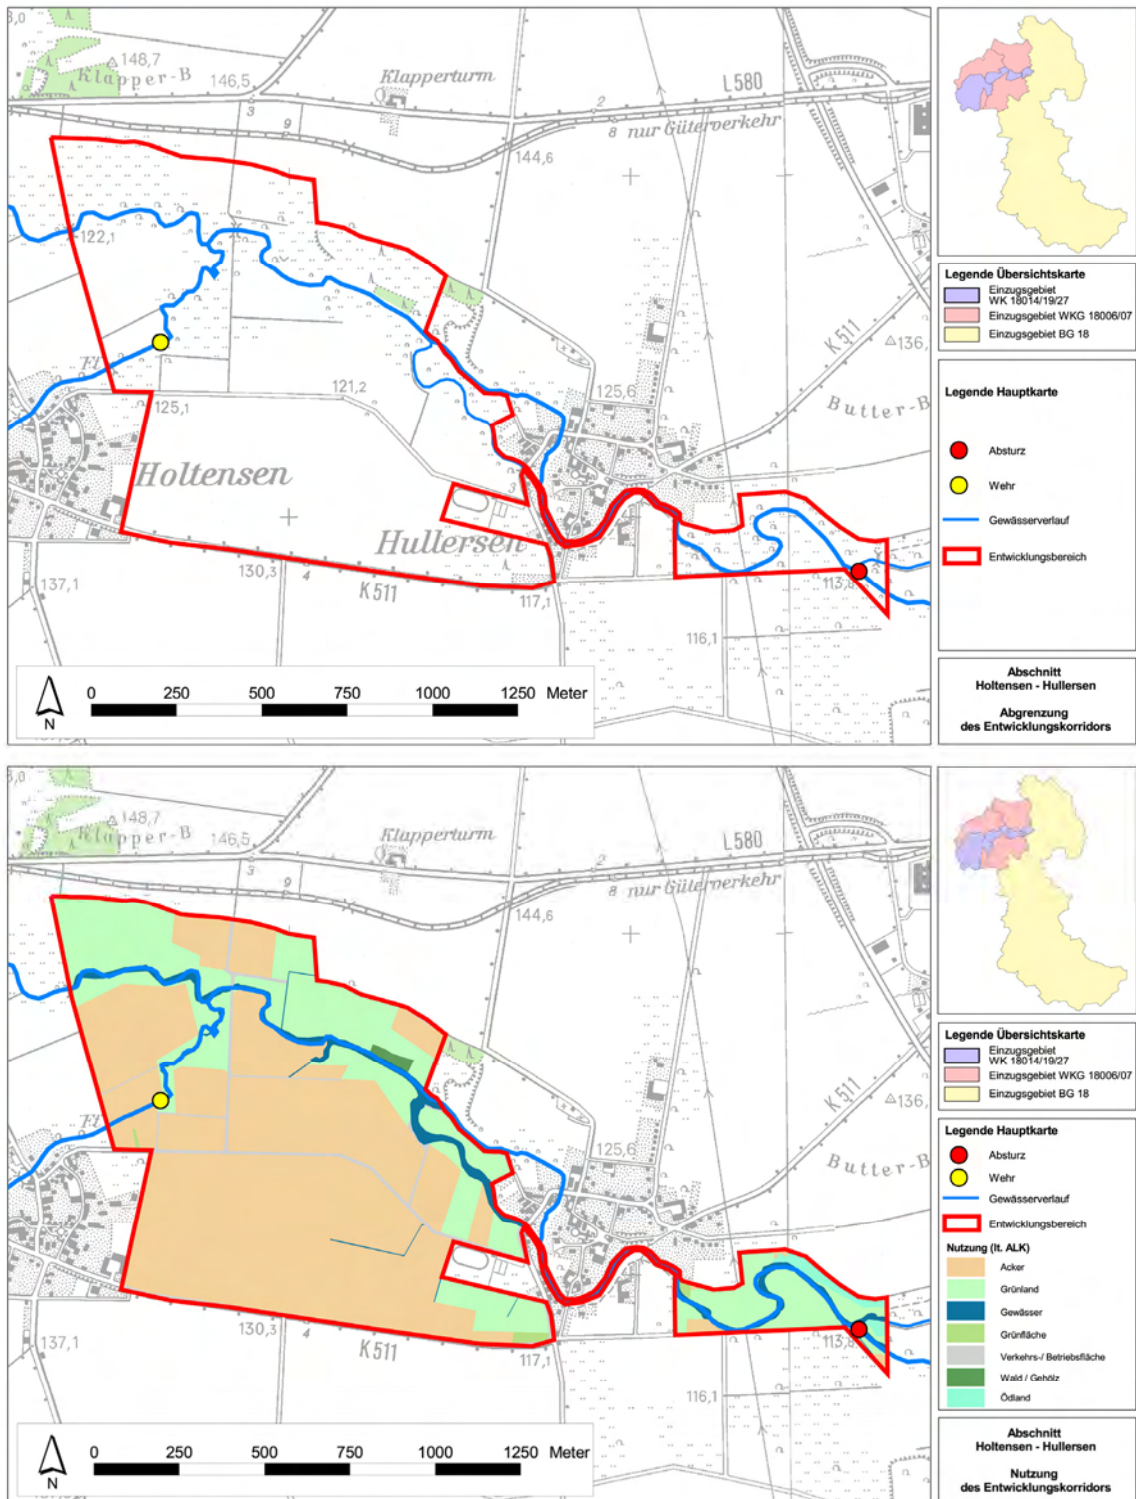 3,0
148,7
Klapper-B
146,5
Klapperturm
L580
3
9
2
8 nur Güterverkehr
144,6
122,1
K511
136,
Fl
121,2
125,1
125,6
Butter-B
Holtensen
3
Hullersen
137,1
130,3
4
K511
117,1
113,8
116,1
0 250 500 750 1000 1250 Meter
N
Legende Übersichtskarte
Einzugsgebiet
WK 18014/19/27
Einzugsgebiet WKG 18006/07
Einzugsgebiet BG 18
Legende Hauptkarte
Absturz
Wehr
Gewässerverlauf
Entwicklungsbereich
Abschnitt
Holtensen - Hullersen
Abgrenzung
des Entwicklungskorridors
3,0
148,7
Klapper-B
146,5
Klapperturm
L580
3
9
2
8 nur Güterverkehr
144,6
K511
136,
Fl
125,6
Butter-B
137,1
130,3
4
K511
117,1
113,8
116,1
0 250 500 750 1000 1250 Meter
N
Legende Übersichtskarte
Einzugsgebiet
WK 18014/19/27
Einzugsgebiet WKG 18006/07
Einzugsgebiet BG 18
Legende Hauptkarte
Absturz
Wehr
Gewässerverlauf
Entwicklungsbereich
Nutzung (lt. ALK)
Acker
Grünland
Gewässer
Grünfläche
Verkehrs-/ Betriebsfläche
Wald / Gehölz
Ödland
Abschnitt
Holtensen - Hullersen
Nutzung
des Entwicklungskorridors